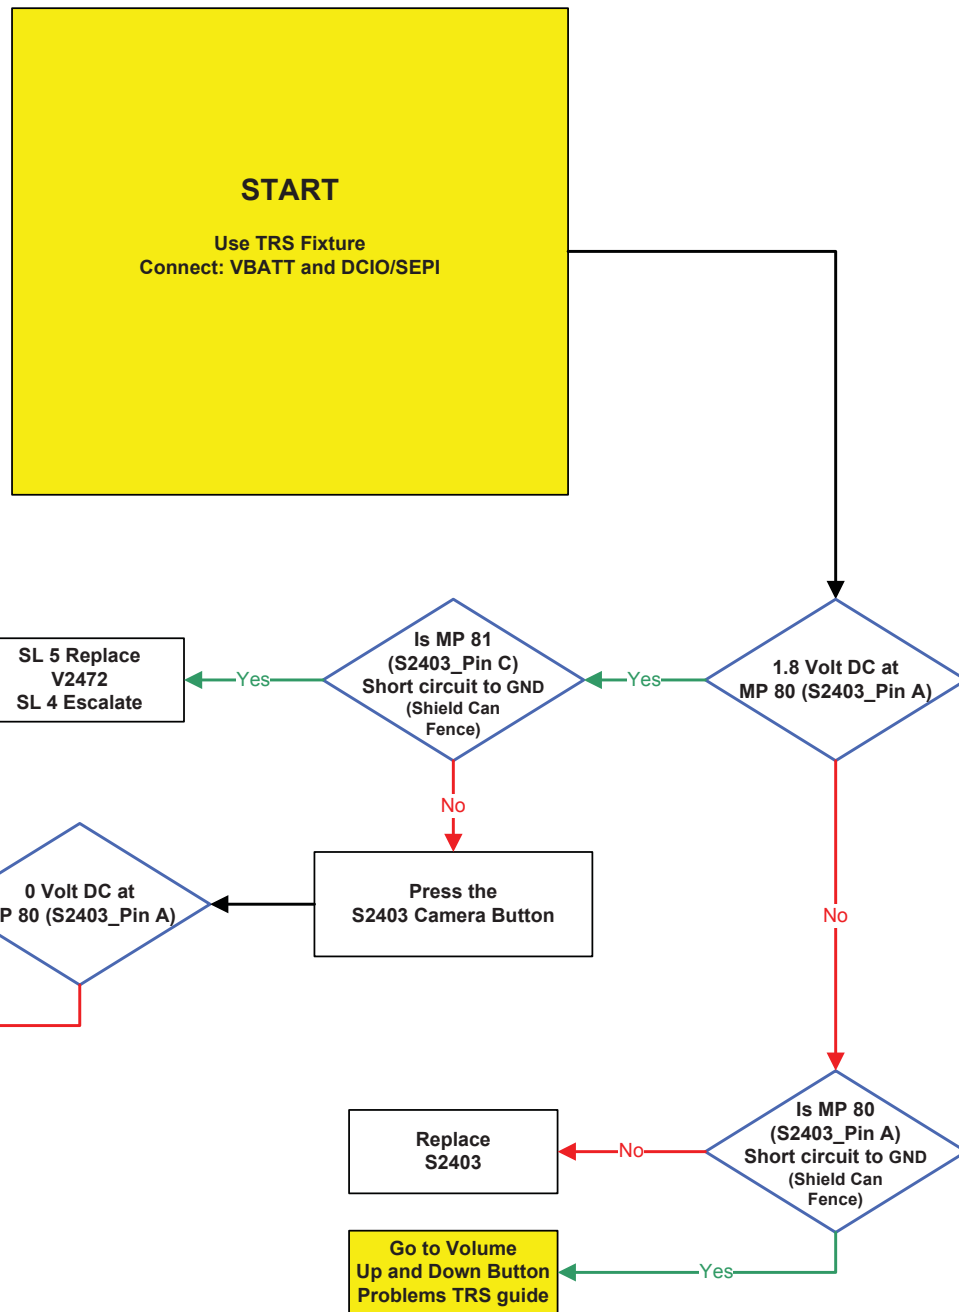 START
Use TRS Fixture
Connect: VBATT and DCIO/SEPI
1.8 Volt DC at
MP 80 (S2403_Pin A)
Yes
Is MP 81
(S2403_Pin C)
Short circuit to GND
(Shield Can
Fence)
Yes
SL 5 Replace
V2472
SL 4 Escalate
No
Press the
S2403 Camera Button
0 Volt DC at
P 80 (S2403_Pin A)
No
Is MP 80
(S2403_Pin A)
Short circuit to GND
(Shield Can
Fence)
No
Replace
S2403
Yes
Go to Volume
Up and Down Button
Problems TRS guide